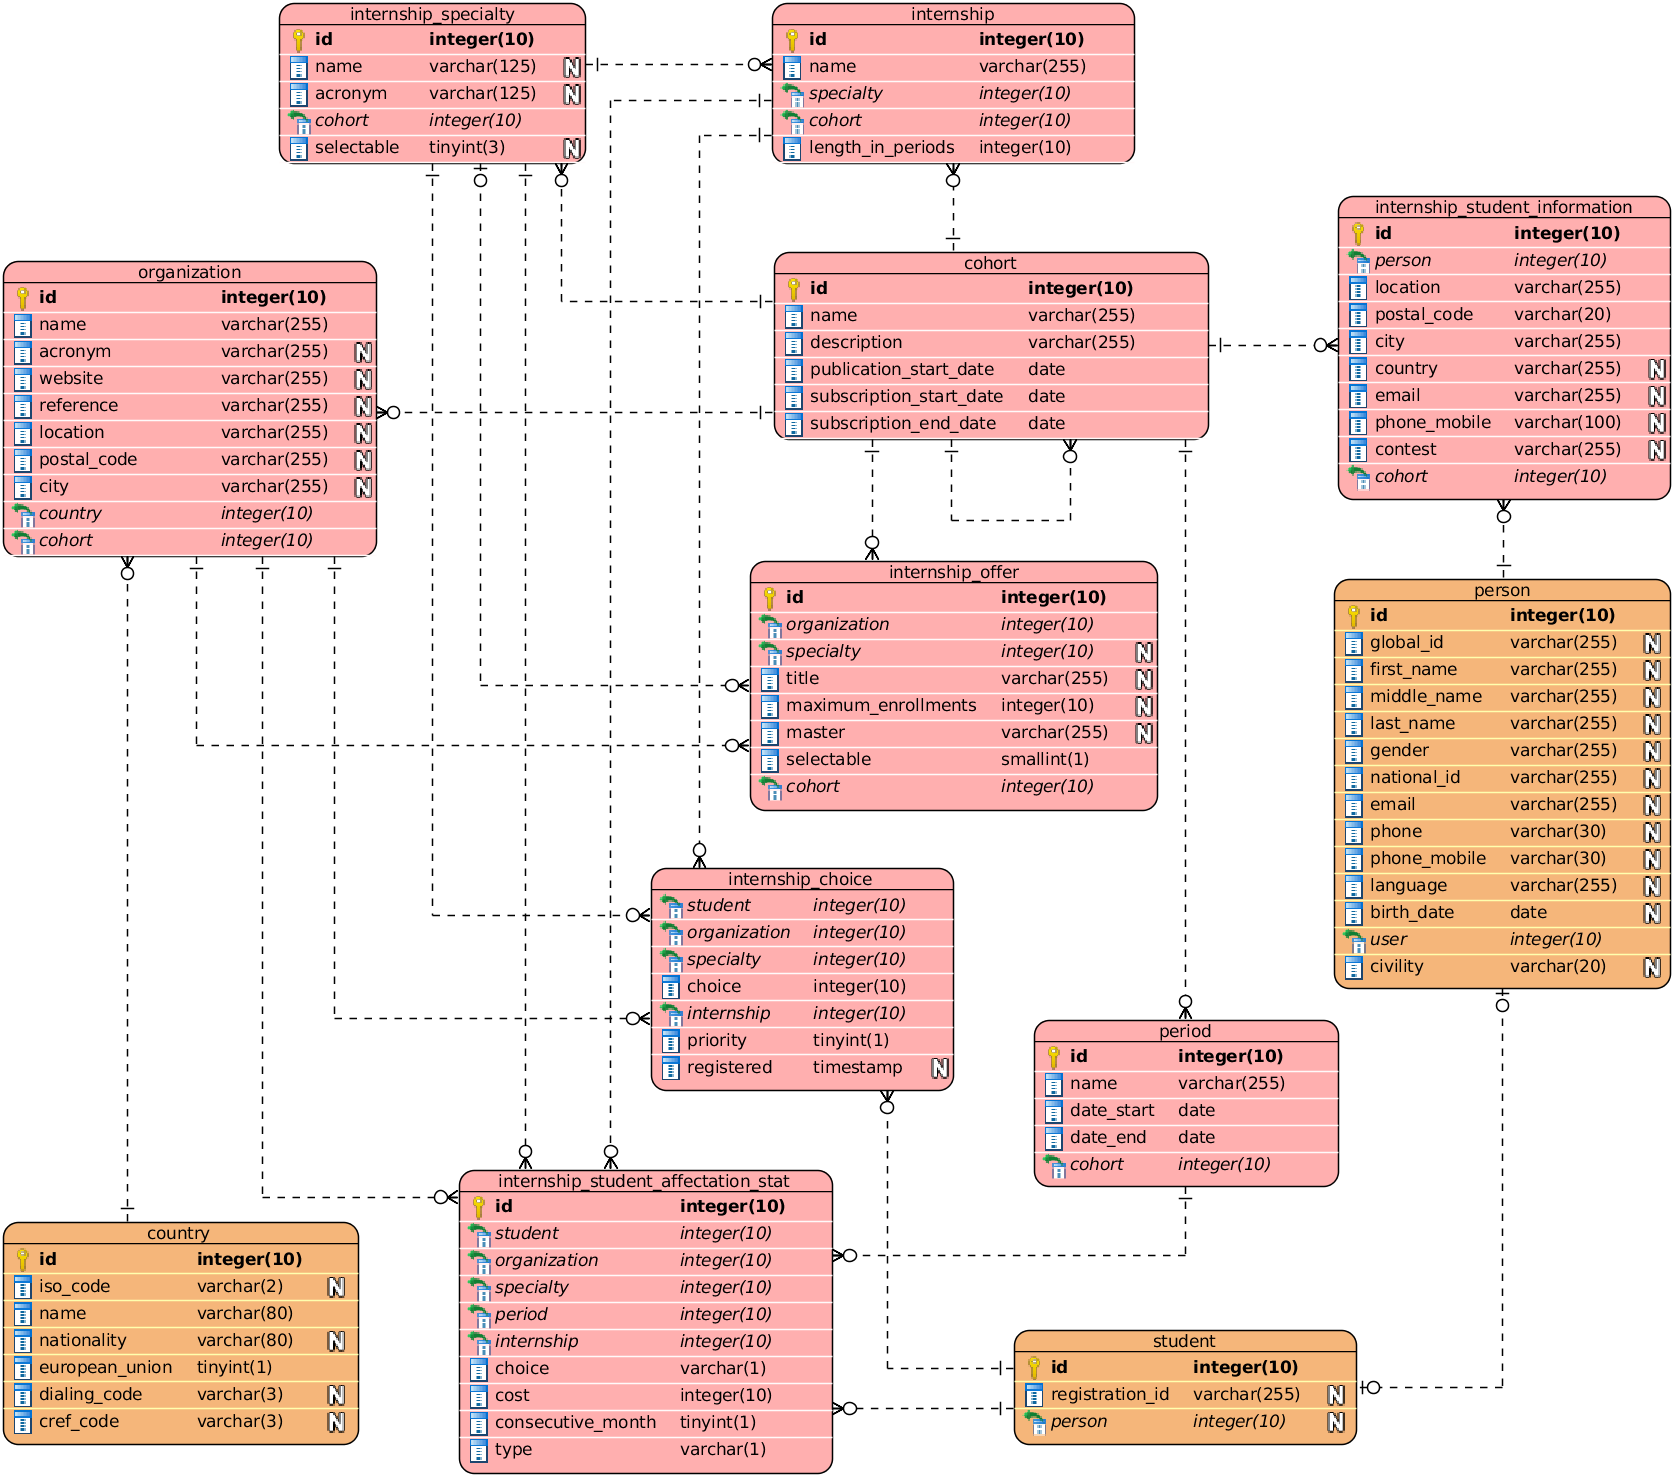 internship_specialty
id integer(10)
name varchar(125) N
acronym varchar(125) N
cohort integer(10)
selectable tinyint(3) N
internship
id integer(10)
name varchar(255)
specialty integer(10)
cohort integer(10)
length_in_periods integer(10)
internship_student_information
id integer(10)
person integer(10)
location varchar(255)
postal_code varchar(20)
city varchar(255)
country varchar(255) N
email varchar(255) N
phone_mobile varchar(100) N
contest varchar(255) N
cohort integer(10)
organization
id integer(10)
name varchar(255)
acronym varchar(255) N
website varchar(255) N
reference varchar(255) N
location varchar(255) N
postal_code varchar(255) N
city varchar(255) N
country integer(10)
cohort integer(10)
cohort
id integer(10)
name varchar(255)
description varchar(255)
publication_start_date date
subscription_start_date date
subscription_end_date date
internship_offer
id integer(10)
organization integer(10)
specialty integer(10) N
title varchar(255) N
maximum_enrollments integer(10) N
master varchar(255) N
selectable smallint(1)
cohort integer(10)
person
id integer(10)
global_id varchar(255) N
first_name varchar(255) N
middle_name varchar(255) N
last_name varchar(255) N
gender varchar(255) N
national_id varchar(255) N
email varchar(255) N
phone varchar(30) N
phone_mobile varchar(30) N
language varchar(255) N
birth_date date N
user integer(10)
civility varchar(20) N
internship_choice
student integer(10)
organization integer(10)
specialty integer(10)
choice integer(10)
internship integer(10)
priority tinyint(1)
registered timestamp N
period
id integer(10)
name varchar(255)
date_start date
date_end date
cohort integer(10)
internship_student_affectation_stat
id integer(10)
student integer(10)
organization integer(10)
specialty integer(10)
period integer(10)
internship integer(10)
choice varchar(1)
cost integer(10)
consecutive_month tinyint(1)
type varchar(1)
country
id integer(10)
iso_code varchar(2) N
name varchar(80)
nationality varchar(80) N
european_union tinyint(1)
dialing_code varchar(3) N
cref_code varchar(3) N
student
id integer(10)
registration_id varchar(255) N
person integer(10) N